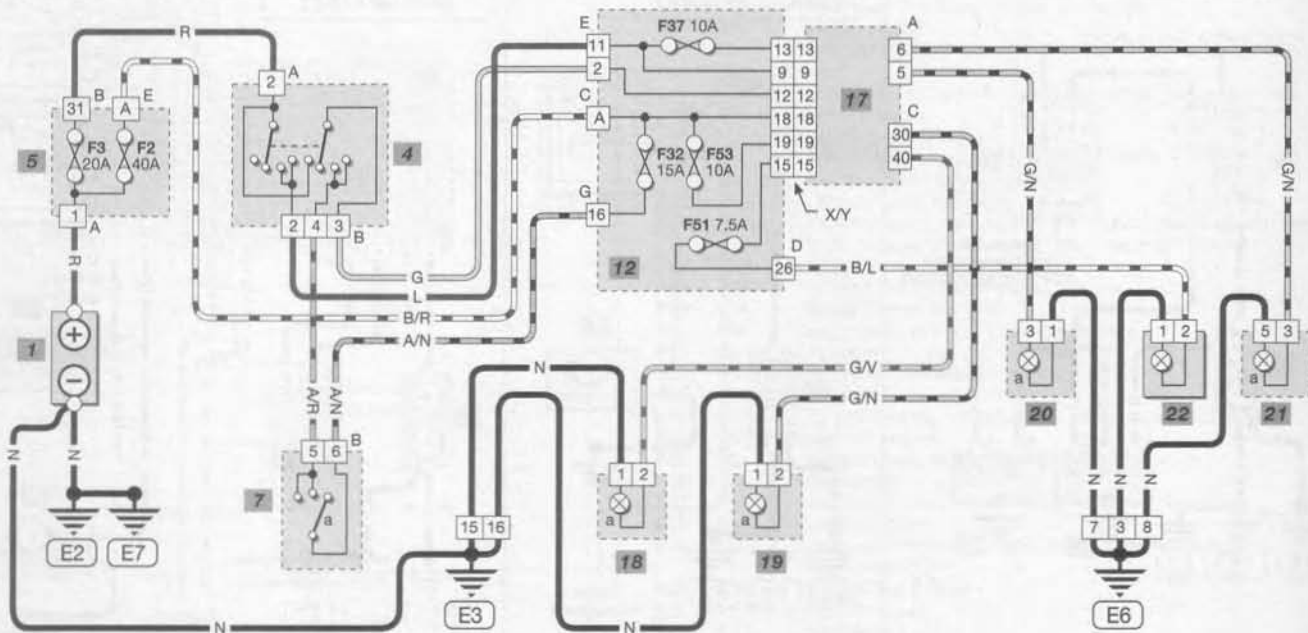 R
E
F37 10A
A
2 A
11
13 13
6
31 B
A E
2
9 9
5
C
12 12
17
C
A
18 18
30
5
F3 20A
F2 40A
4
F32 15A
F53 10A
19 19
40
G
15 15
G/N
G/N
1
A
16
X/Y
2 4 3 B
F51 7.5A
D
R
G
12
26
B/L
L
B/R
1
A/N
3 1
1 2
5 3
N
G/V
a
a
G/N
20
22
21
A/R
A/N
N
N
5 6 B
1 2
1 2
N
N
N
7
a
15 16
a
a
7 3 8
18
19
E2
E7
E3
E6
N